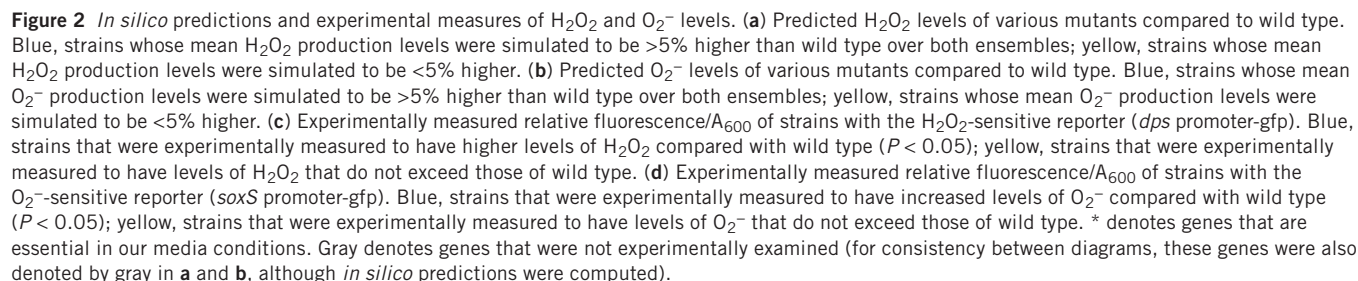 Figure 2 In silico predictions and experimental measures of H₂O₂ and O₂⁻ levels. (a) Predicted H₂O₂ levels of various mutants compared to wild type.
Blue, strains whose mean H₂O₂ production levels were simulated to be >5% higher than wild type over both ensembles; yellow, strains whose mean
H₂O₂ production levels were simulated to be <5% higher. (b) Predicted O₂⁻ levels of various mutants compared to wild type. Blue, strains whose mean
O₂⁻ production levels were simulated to be >5% higher than wild type over both ensembles; yellow, strains whose mean O₂⁻ production levels were
simulated to be <5% higher. (c) Experimentally measured relative fluorescence/A₆₀₀ of strains with the H₂O₂-sensitive reporter (dps promoter-gfp). Blue,
strains that were experimentally measured to have higher levels of H₂O₂ compared with wild type (P < 0.05); yellow, strains that were experimentally
measured to have levels of H₂O₂ that do not exceed those of wild type. (d) Experimentally measured relative fluorescence/A₆₀₀ of strains with the
O₂⁻-sensitive reporter (soxS promoter-gfp). Blue, strains that were experimentally measured to have increased levels of O₂⁻ compared with wild type
(P < 0.05); yellow, strains that were experimentally measured to have levels of O₂⁻ that do not exceed those of wild type. * denotes genes that are
essential in our media conditions. Gray denotes genes that were not experimentally examined (for consistency between diagrams, these genes were also
denoted by gray in a and b, although in silico predictions were computed).